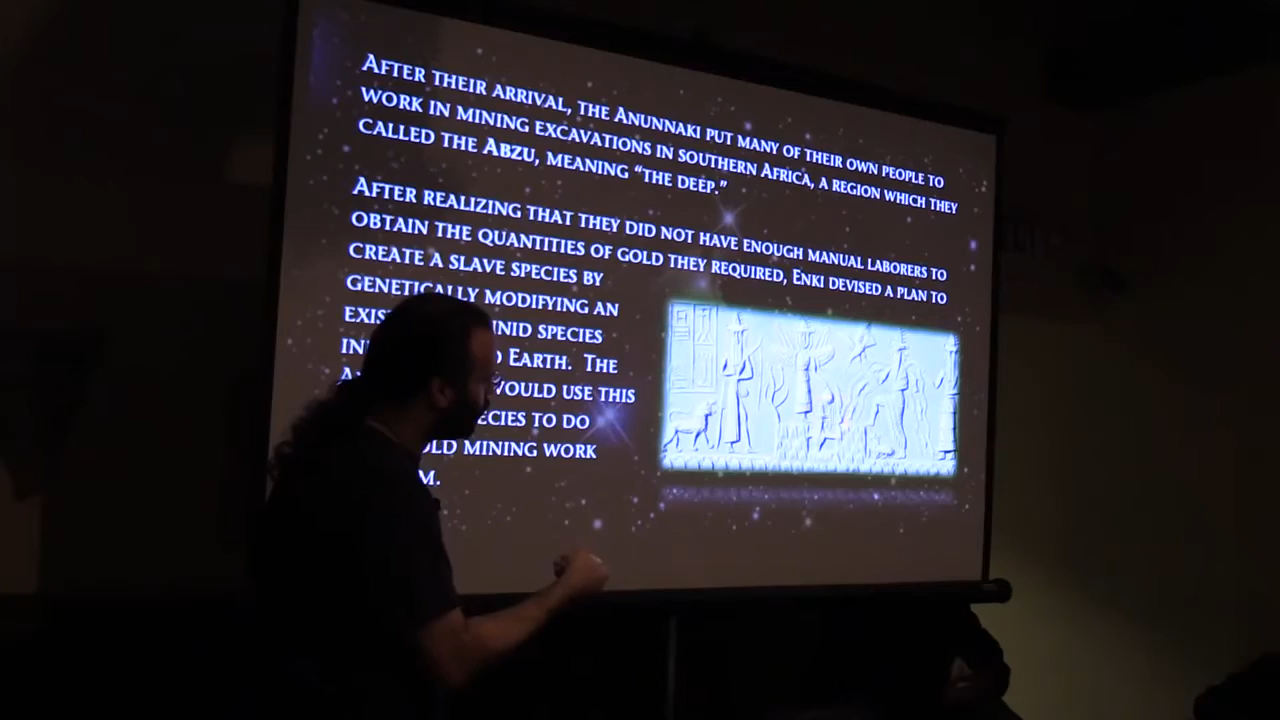 After their arrival, the Anunnaki put many of their own people to
work in mining excavations in Southern Africa, a region which they
called the Abzu, meaning “the deep.”
After realizing that they did not have enough manual laborers to
obtain the quantities of gold they required, Enki devised a plan to
create a slave species by
genetically modifying an
species
Earth. The
would use this
to do
mining work